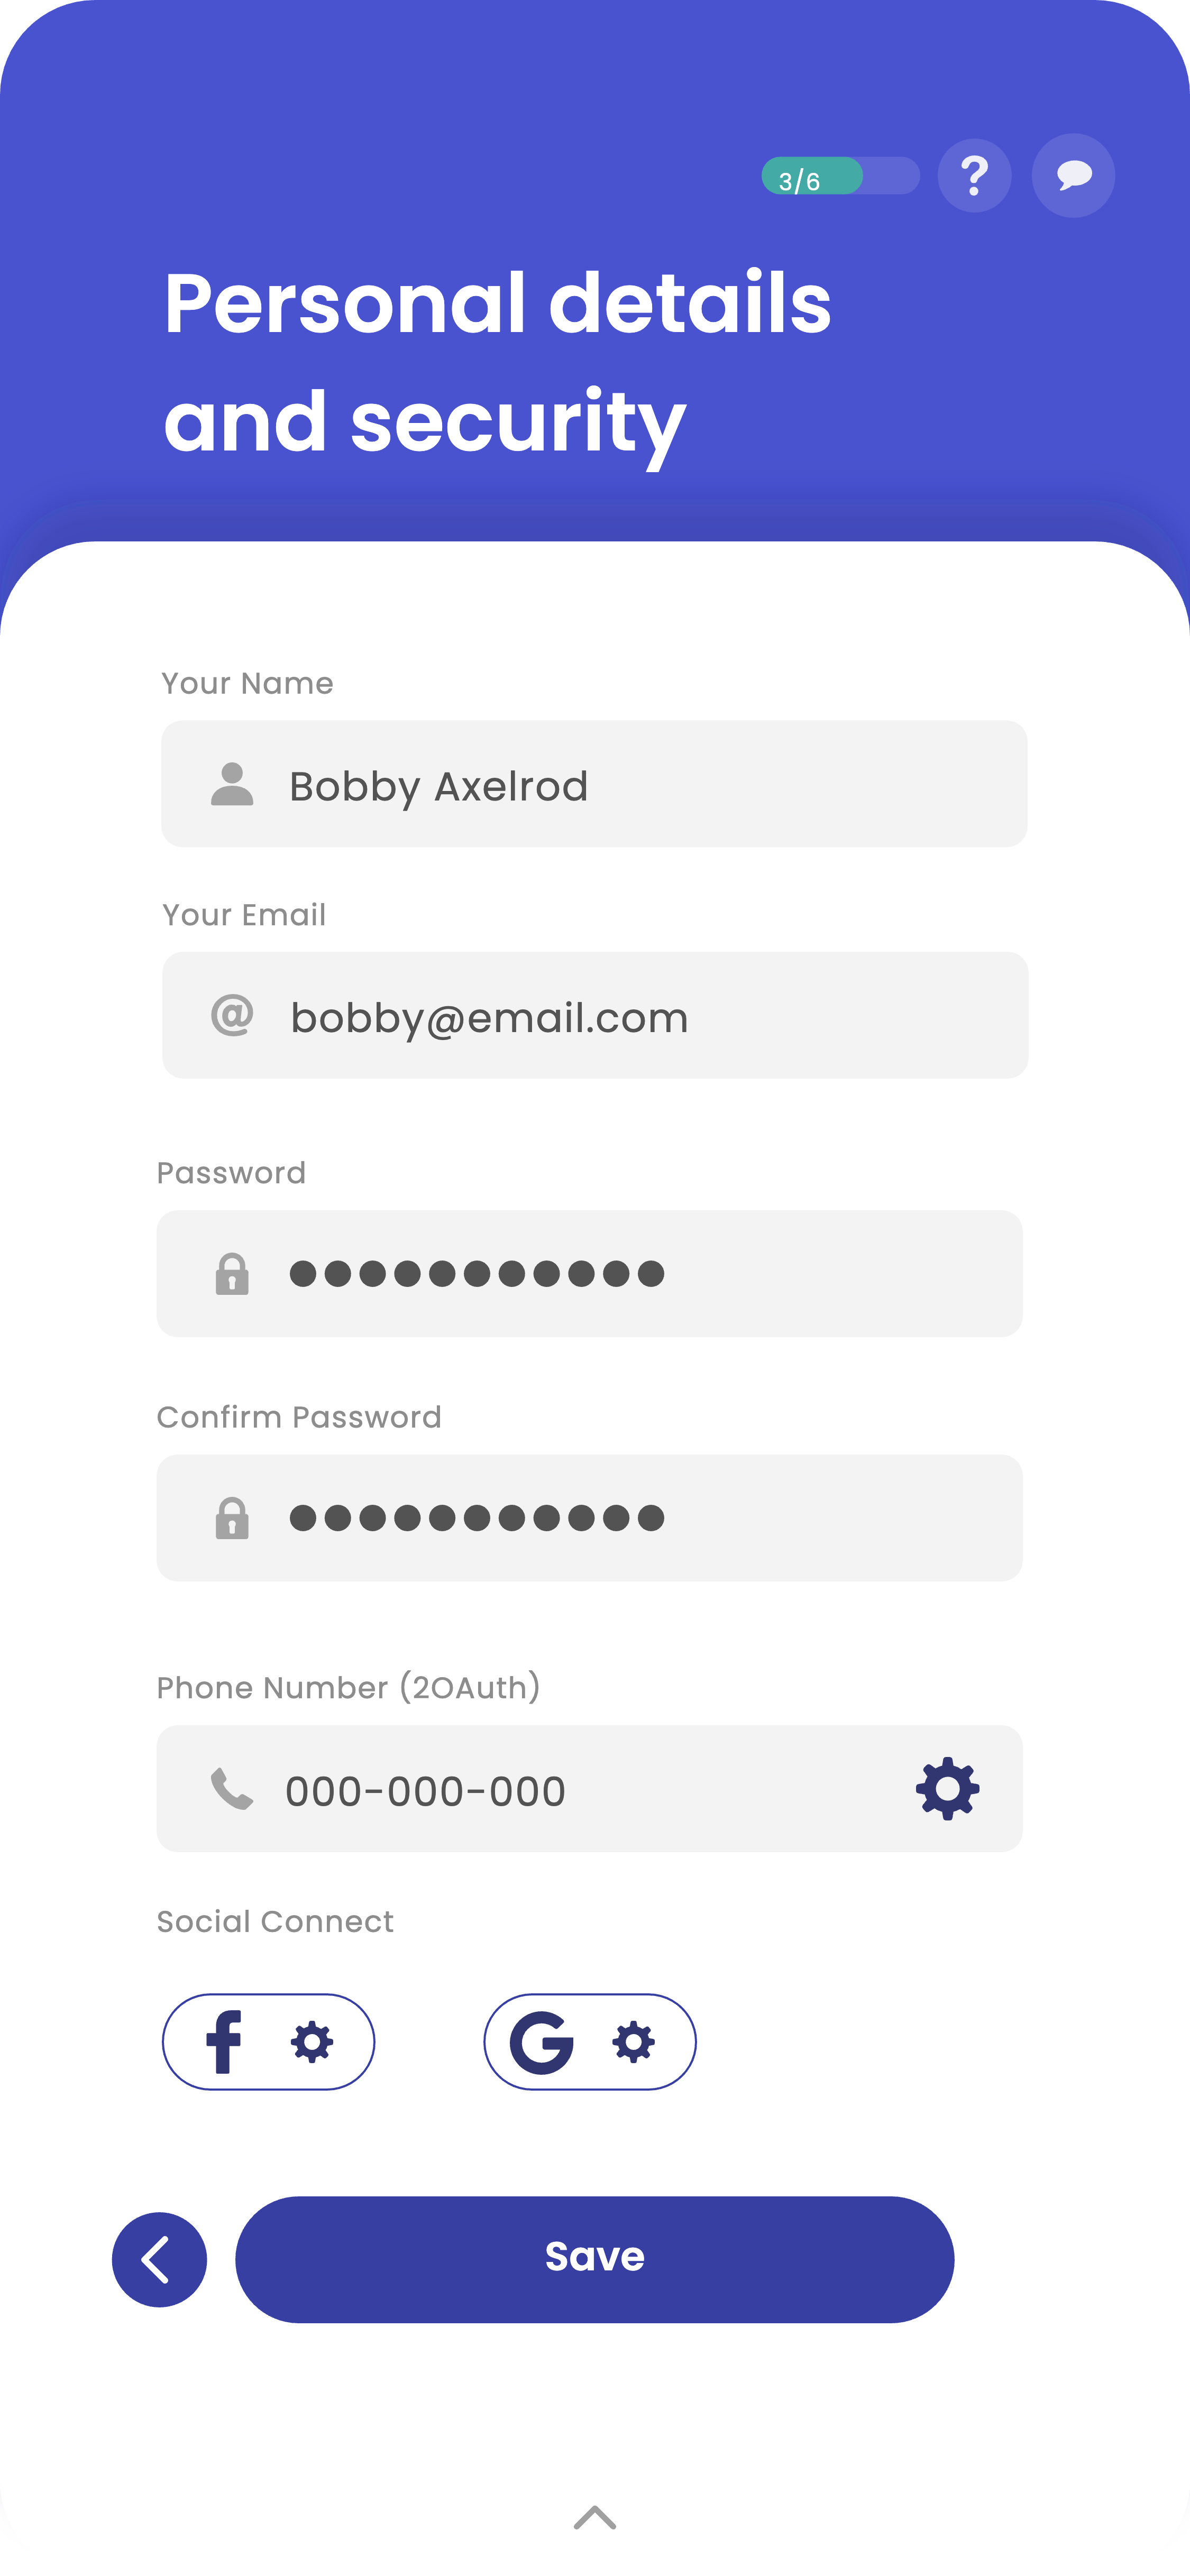 3/6
?
Personal details
and security
Your Name
Bobby Axelrod
Your Email
@ bobby@email.com
Password
Confirm Password
Phone Number (2OAuth)
000-000-000
Social Connect
f G
Save